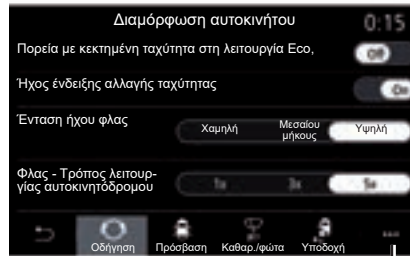 Διαμόρφωση αυτοκινήτου
0:15
Πορεία με κεκτημένη ταχύτητα στη λειτουργία Eco,
Off
Ήχος ένδειξης αλλαγής ταχύτητας
On
Ένταση ήχου φλας
Χαμηλή
Μεσαίου
μήκους
Υψηλή
Φλας - Τρόπος λειτουρ-
γίας αυτοκινητόδρομου
1x
3x
5x
Οδήγηση
Πρόσβαση
Καθαρ./φώτα
Υποδοχή